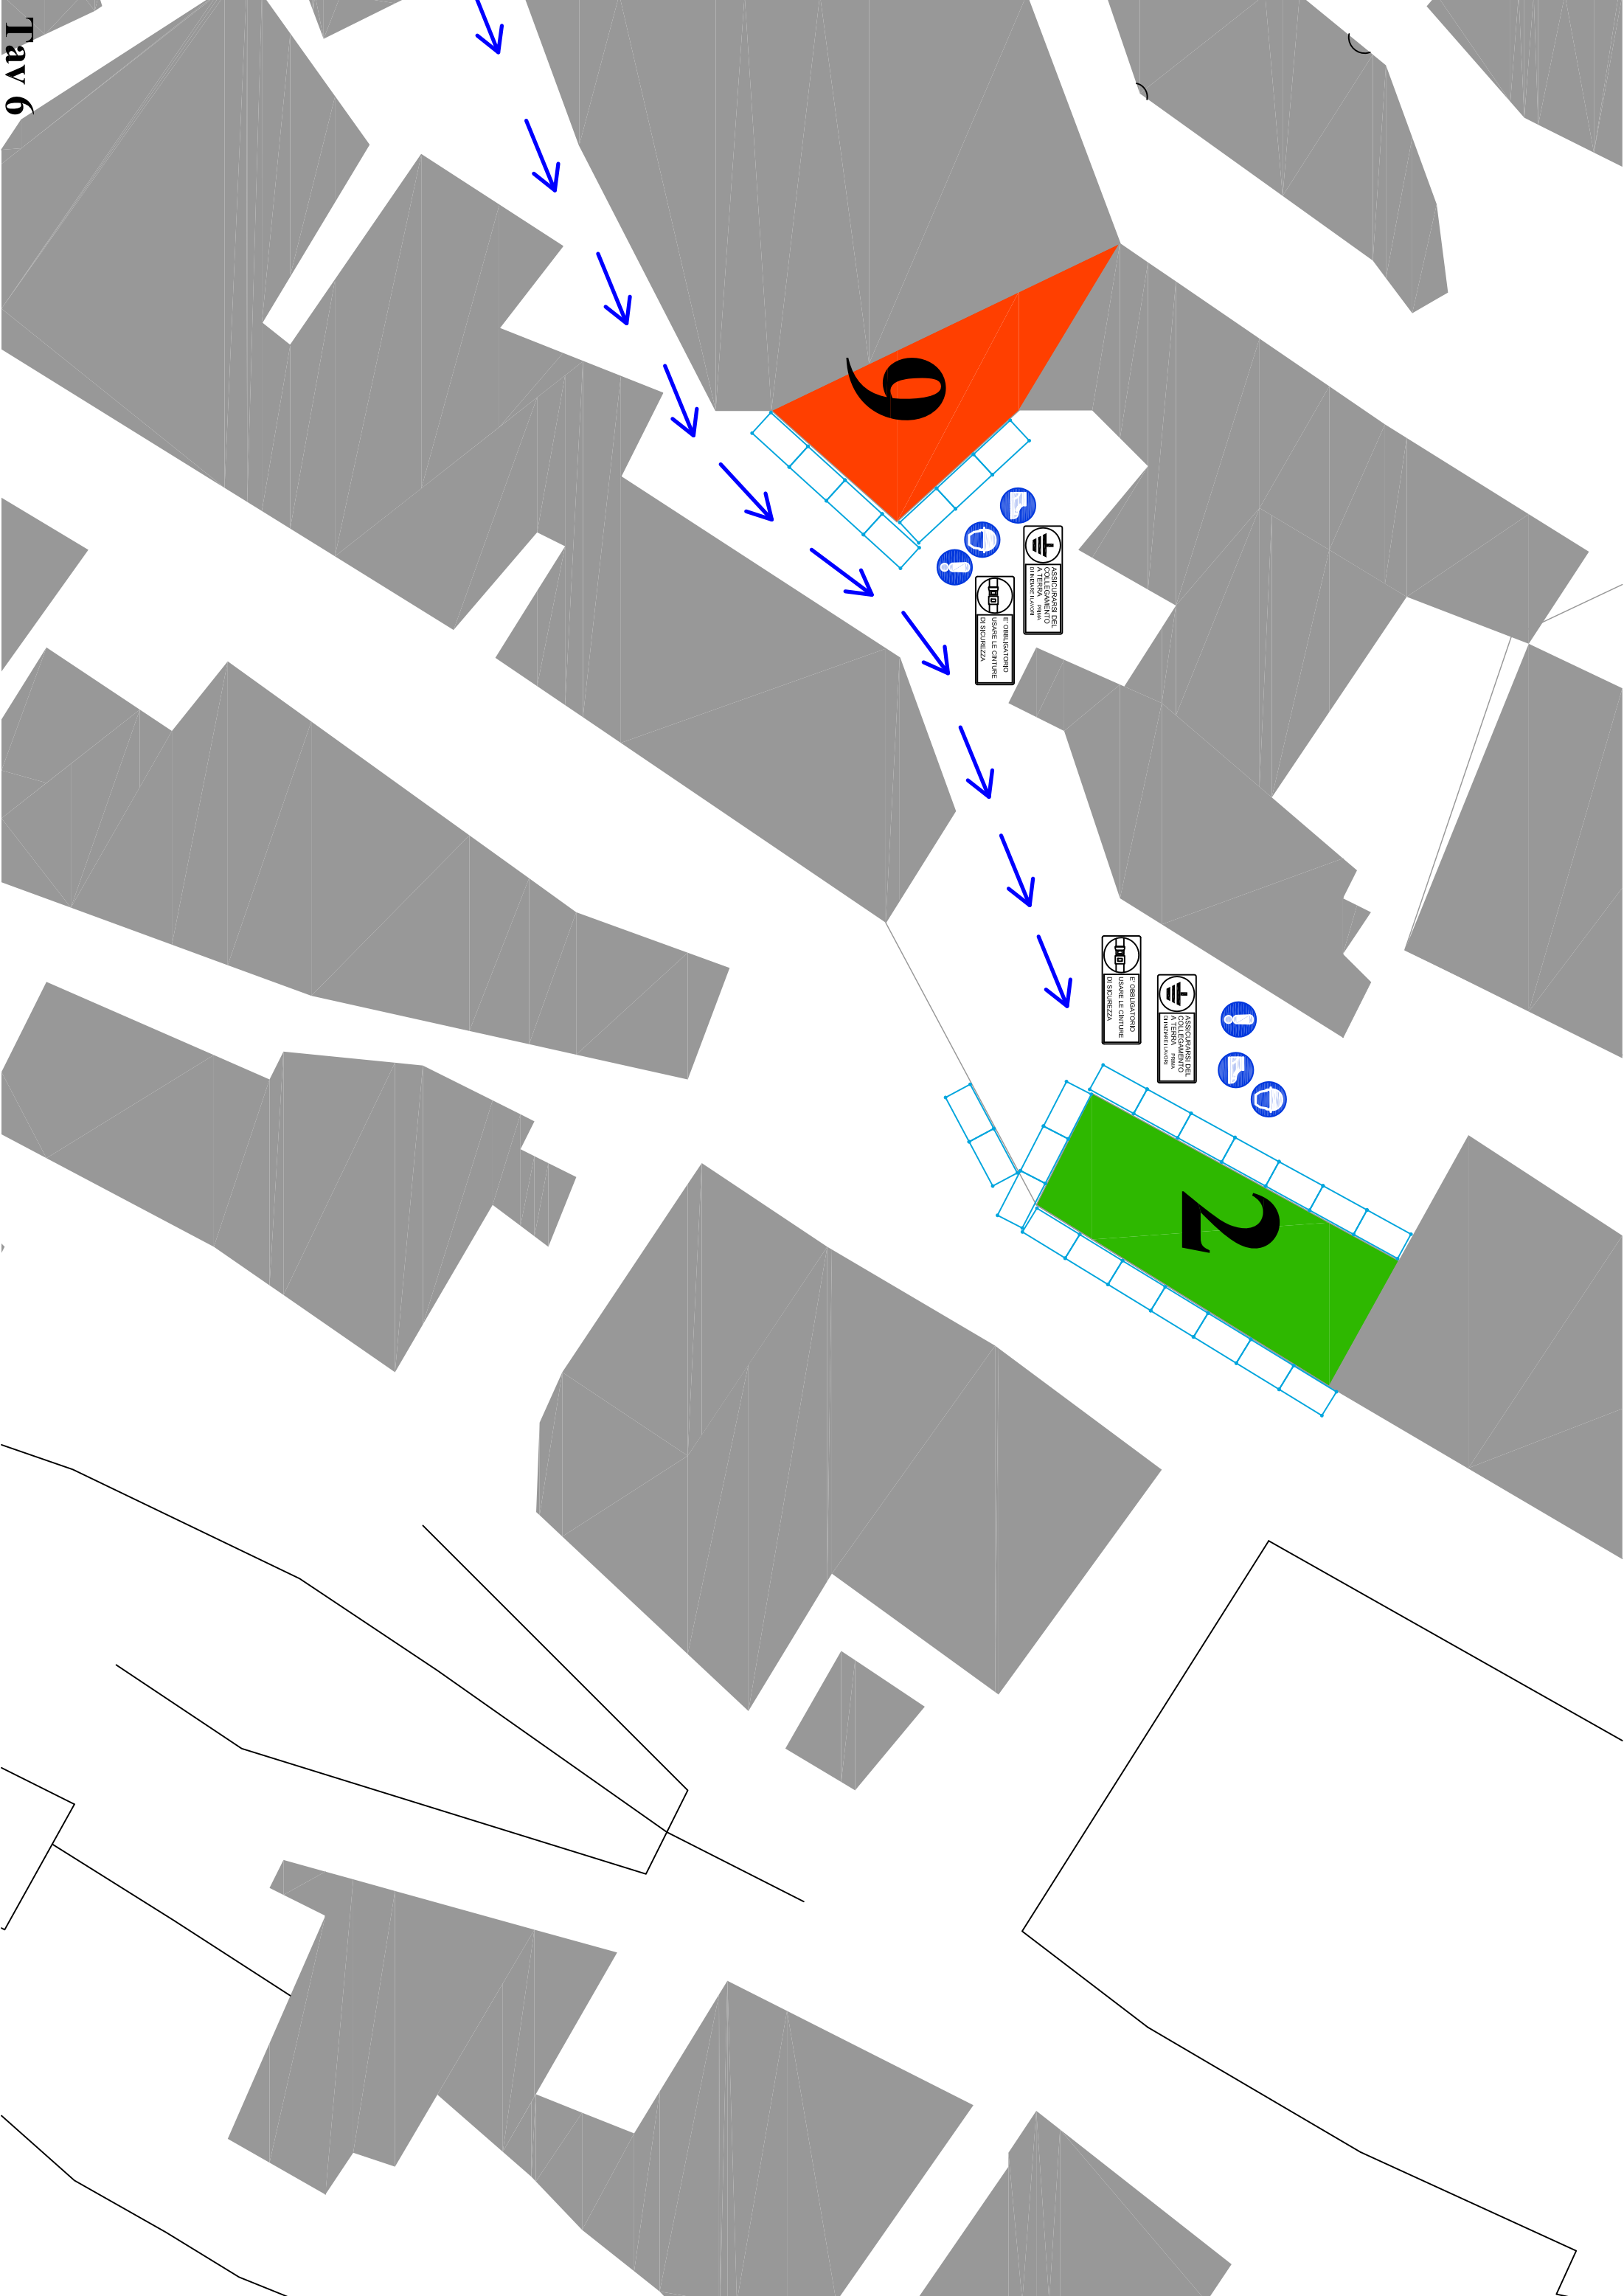 Tav 6
9
ASSICURARSI DEL
COLLEGAMENTO
A TERRA PRIMA
DI INIZIARE I LAVORI
E' OBBLIGATORIO
USARE LE CINTURE
DI SICUREZZA
ASSICURARSI DEL
COLLEGAMENTO
A TERRA PRIMA
DI INIZIARE I LAVORI
E' OBBLIGATORIO
USARE LE CINTURE
DI SICUREZZA
2